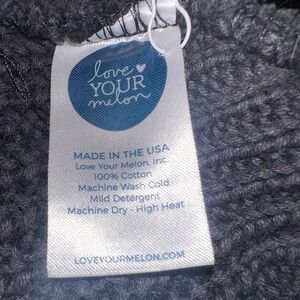 love
YOUR
melon
MADE IN THE USA
Love Your Melon, Inc.
100% Cotton
Machine Wash Cold
Mild Detergent
Machine Dry - High Heat
LOVEYOURMELON.COM